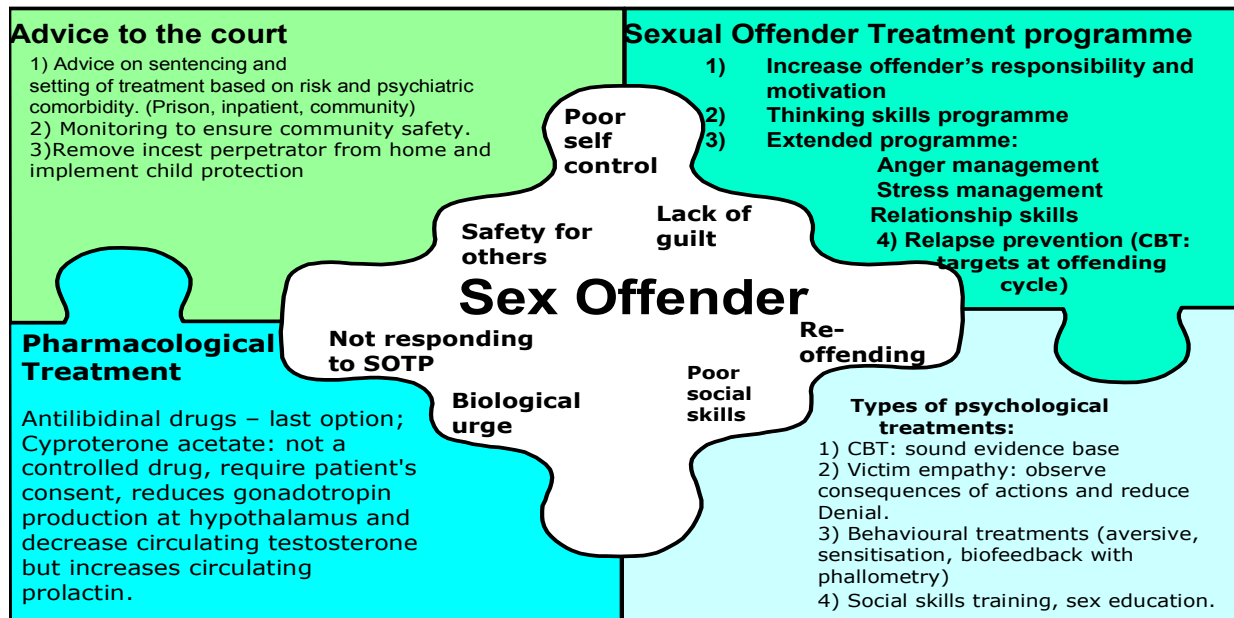 Advice to the court
1) Advice on sentencing and
setting of treatment based on risk and psychiatric
comorbidity. (Prison, inpatient, community)
2) Monitoring to ensure community safety.
3)Remove incest perpetrator from home and
implement child protection
Sexual Offender Treatment programme
1) Increase offender's responsibility and
motivation
2) Thinking skills programme
3) Extended programme:
Anger management
Stress management
Relationship skills
4) Relapse prevention (CBT:
targets at offending
cycle)
Poor
self
control
Lack of
guilt
Safety for
others
Sex Offender
Not responding
to SOTP
Re-
offending
Biological
urge
Poor
social
skills
Pharmacological
Treatment
Antilibidinal drugs – last option;
Cyproterone acetate: not a
controlled drug, require patient's
consent, reduces gonadotropin
production at hypothalamus and
decrease circulating testosterone
but increases circulating
prolactin.
Types of psychological
treatments:
1) CBT: sound evidence base
2) Victim empathy: observe
consequences of actions and reduce
Denial.
3) Behavioural treatments (aversive,
sensitisation, biofeedback with
phallometry)
4) Social skills training, sex education.